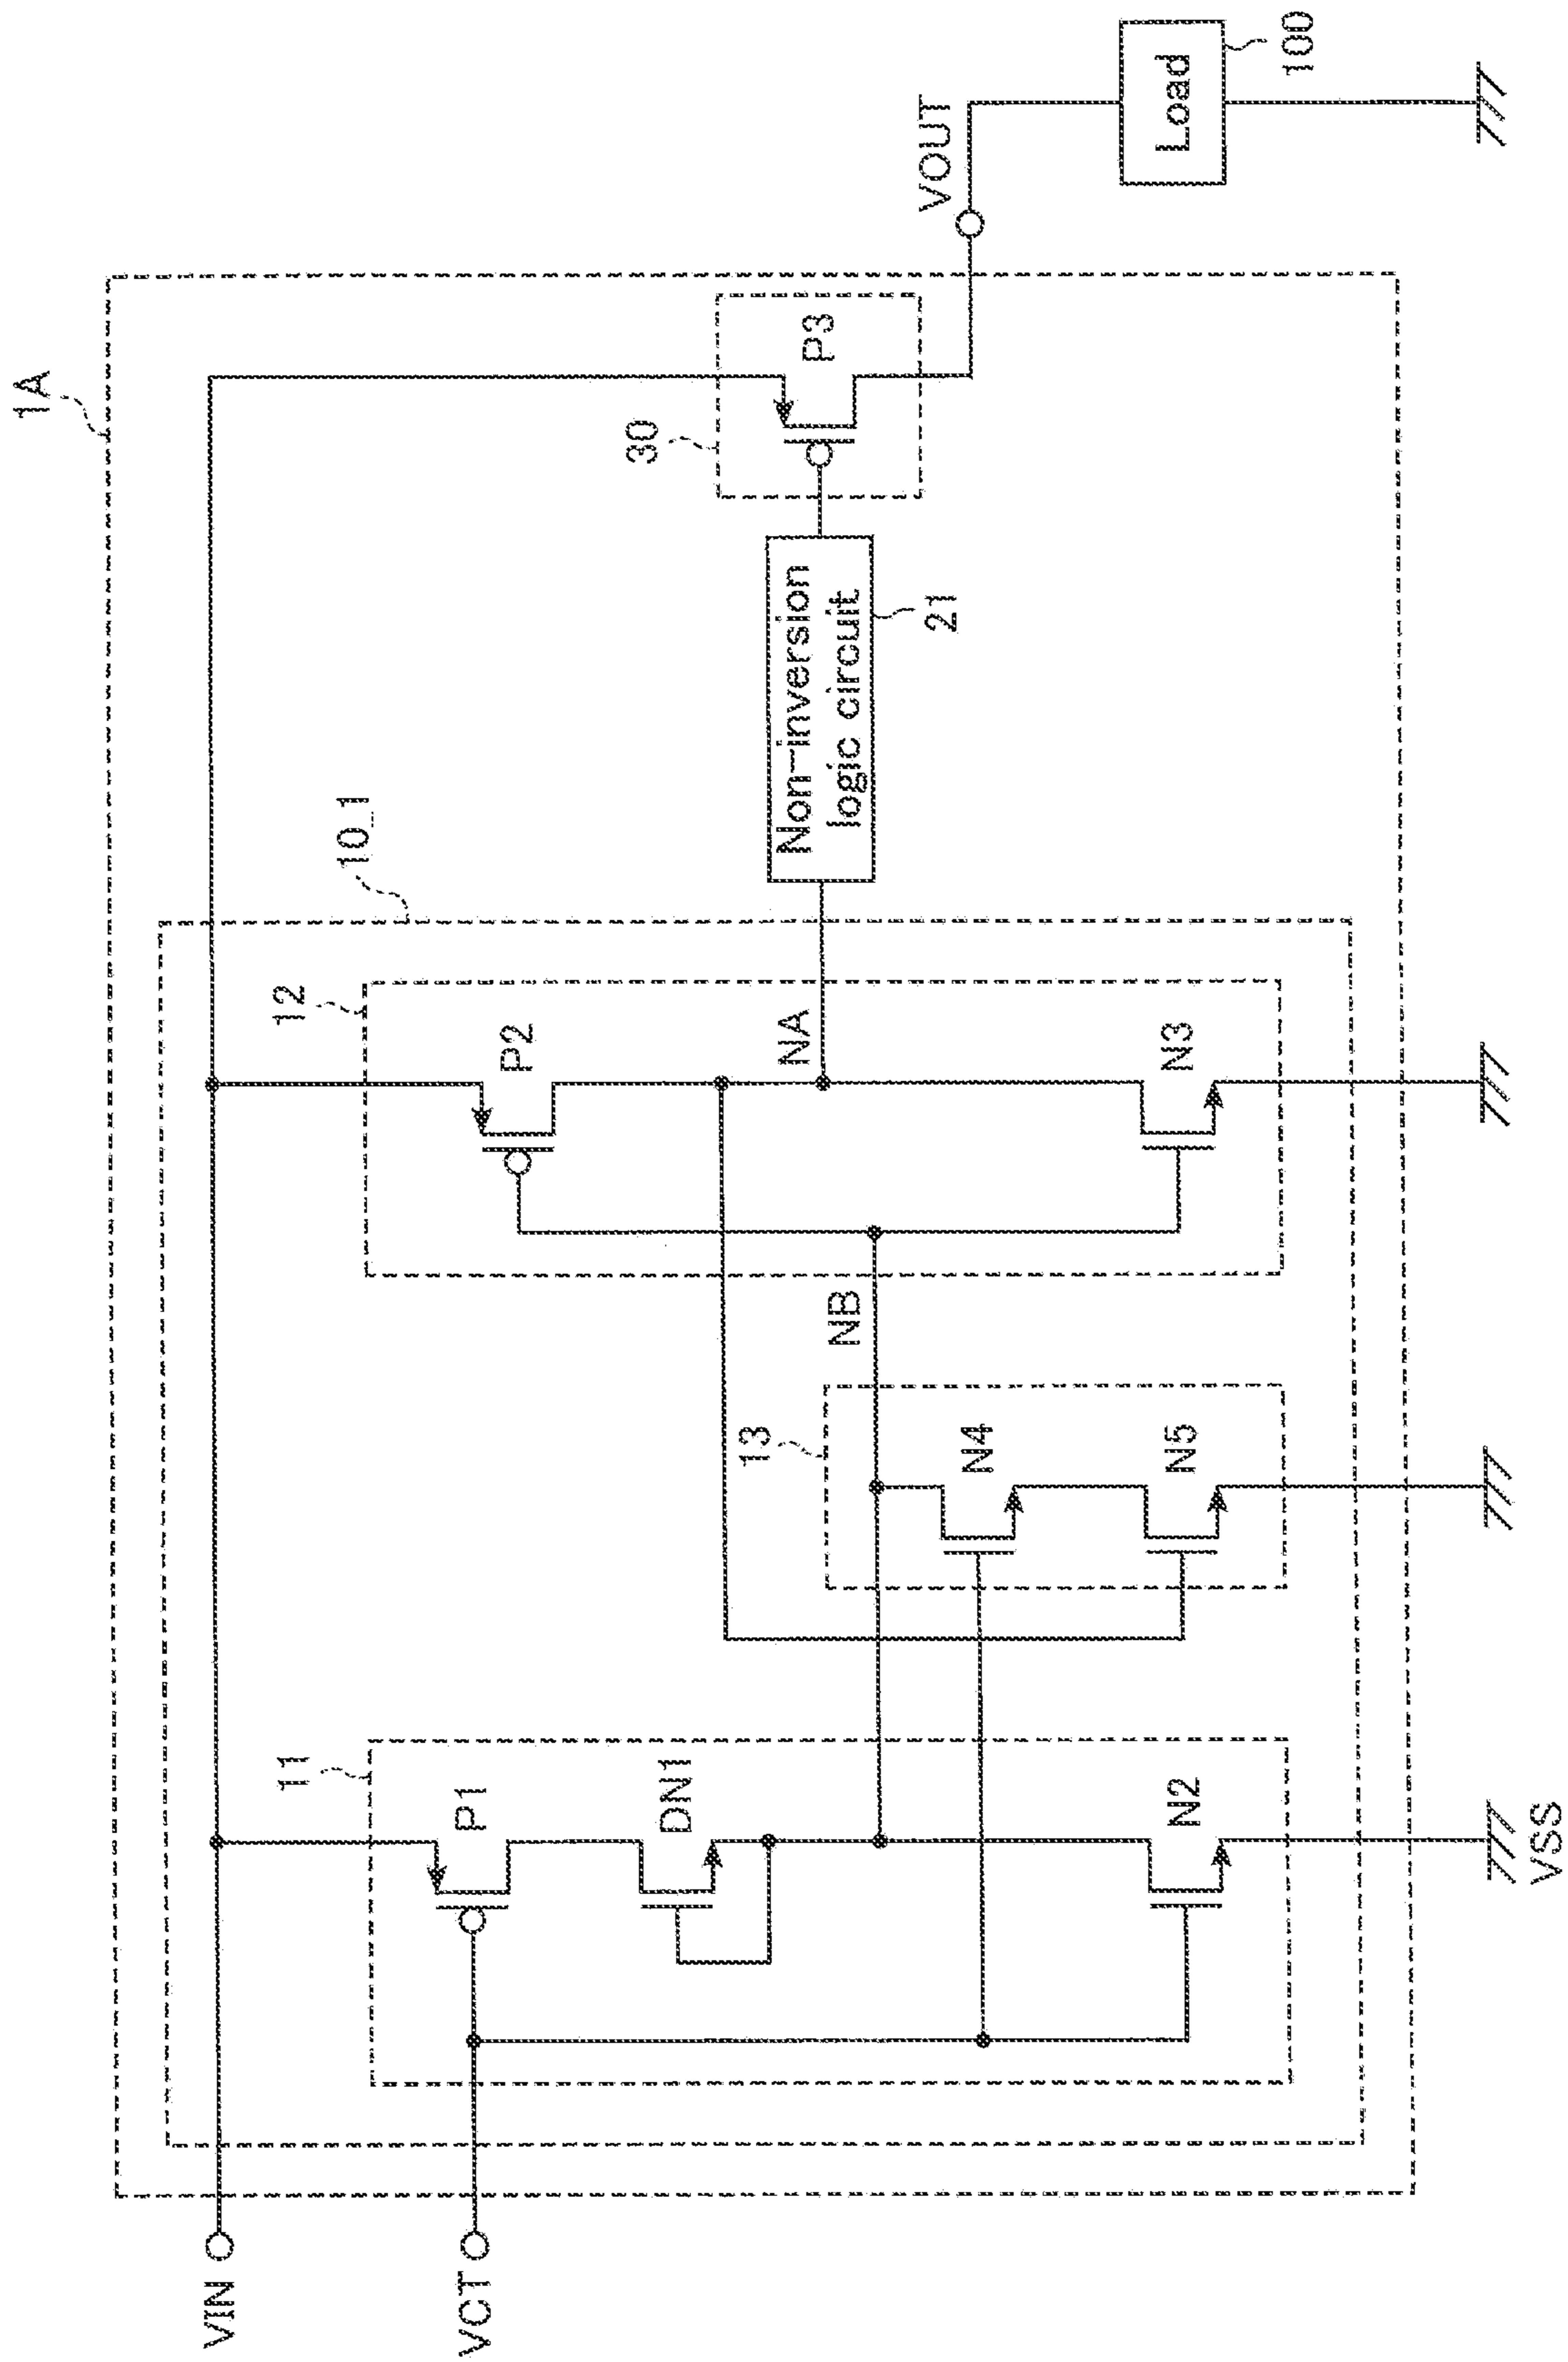 1A
VIN
VCT
10_1
11
P1
DN1
N2
VSS
13
N4
N5
NB
12
P2
NA
N3
Non-inversion
logic circuit
21
30
P3
VOUT
Load
100